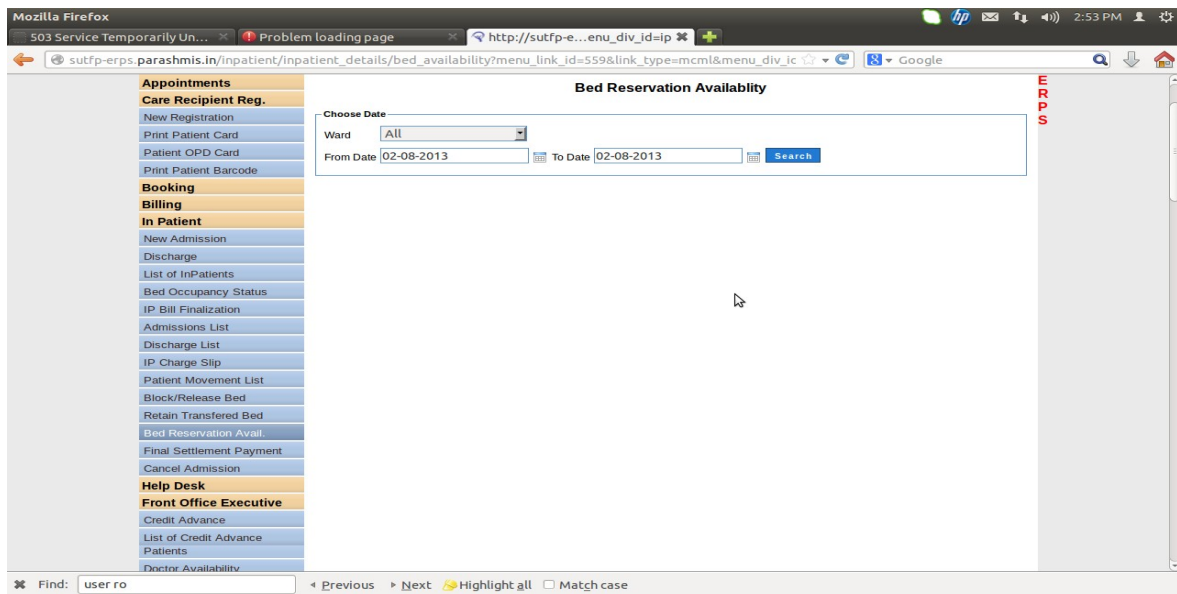 Mozilla Firefox
2:53 PM
503 Service Temporarily Un...
Problem loading page
http://sutfp-e...enu_div_id=ip
sutfp-erps.parashmis.in/inpatient/inpatient_details/bed_availability?menu_link_id=559&link_type=mcml&menu_div_ic
Google
Appointments
Care Recipient Reg.
New Registration
Print Patient Card
Patient OPD Card
Print Patient Barcode
Booking
Billing
In Patient
New Admission
Discharge
List of InPatients
Bed Occupancy Status
IP Bill Finalization
Admissions List
Discharge List
IP Charge Slip
Patient Movement List
Block/Release Bed
Retain Transfered Bed
Bed Reservation Avail.
Final Settlement Payment
Cancel Admission
Help Desk
Front Office Executive
Credit Advance
List of Credit Advance
Patients
Doctor Availability
Bed Reservation Availablity
Choose Date
Ward All
From Date 02-08-2013 To Date 02-08-2013 Search
E
R
P
S
Find: user ro Previous Next Highlight all Match case